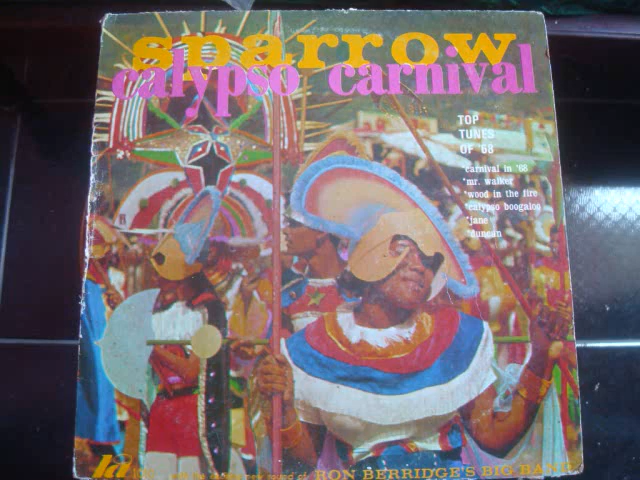 sparrow
calypso carnival
TOP
TUNES
OF '68
*carnival in '68
*mr. walker
*wood in the fire
*calypso boogaloo
*jane
*duncan
RON BERRIDGE'S BIG BAND